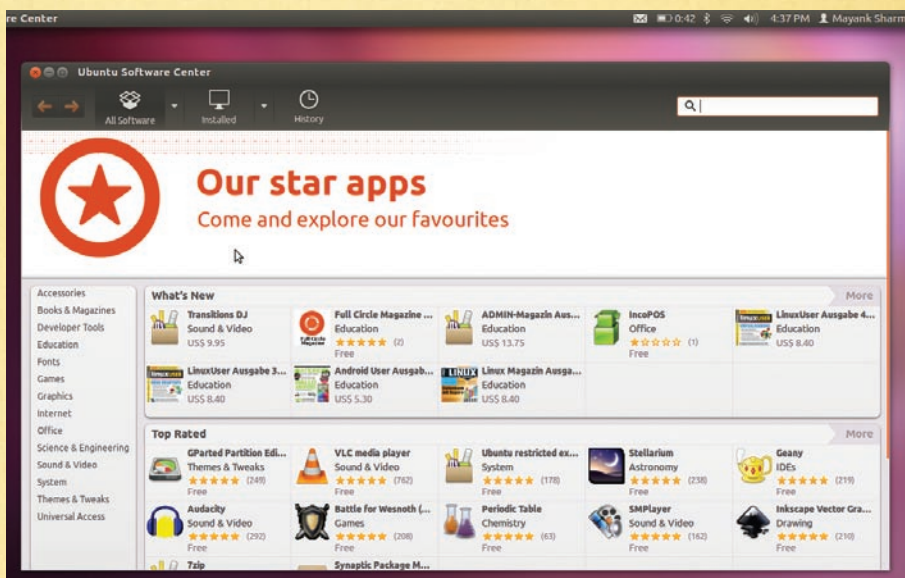 re Center
0:42
4:37 PM
Mayank Sharm
Ubuntu Software Center
All Software
Installed
History
Our star apps
Come and explore our favourites
Accessories
Books & Magazines
Developer Tools
Education
Fonts
Games
Graphics
Internet
Office
Science & Engineering
Sound & Video
System
Themes & Tweaks
Universal Access
What's New
More
Transitions DJ
Sound & Video
US$ 9.95
Full Circle Magazine ...
Education
(2)
Free
ADMIN-Magazin Aus...
Education
US$ 13.75
IncoPOS
Office
(1)
Free
LinuxUser Ausgabe 4...
Education
US$ 8.40
LinuxUser Ausgabe 3...
Education
US$ 8.40
Android User Ausgab...
Education
US$ 5.30
Linux Magazin Ausga...
Education
US$ 8.40
Top Rated
More
GParted Partition Edi...
Themes & Tweaks
(249)
Free
VLC media player
Sound & Video
(762)
Free
Ubuntu restricted ex...
System
(178)
Free
Stellarium
Astronomy
(238)
Free
Geany
IDEs
(219)
Free
Audacity
Sound & Video
(292)
Free
Battle for Wesnoth (...
Games
(208)
Free
Periodic Table
Chemistry
(63)
Free
SMPlayer
Sound & Video
(162)
Free
Inkscape Vector Gra...
Drawing
(210)
Free
7zip
Synaptic Package M...